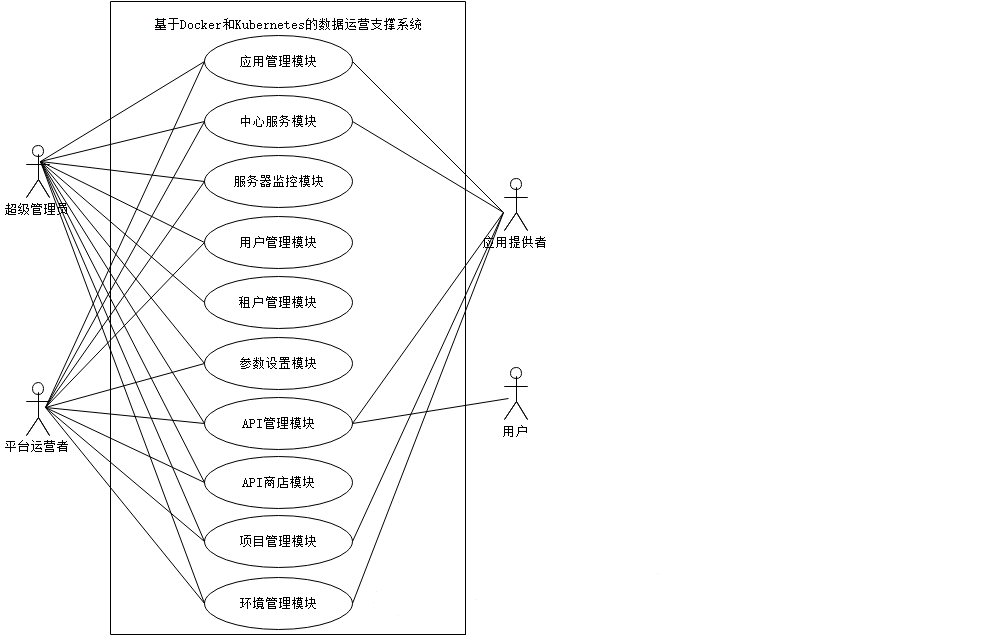 基于Docker和Kubernetes的数据运营支撑系统
应用管理模块
中心服务模块
服务器监控模块
用户管理模块
租户管理模块
参数设置模块
API管理模块
API商店模块
项目管理模块
环境管理模块
超级管理员
平台运营者
应用提供者
用户